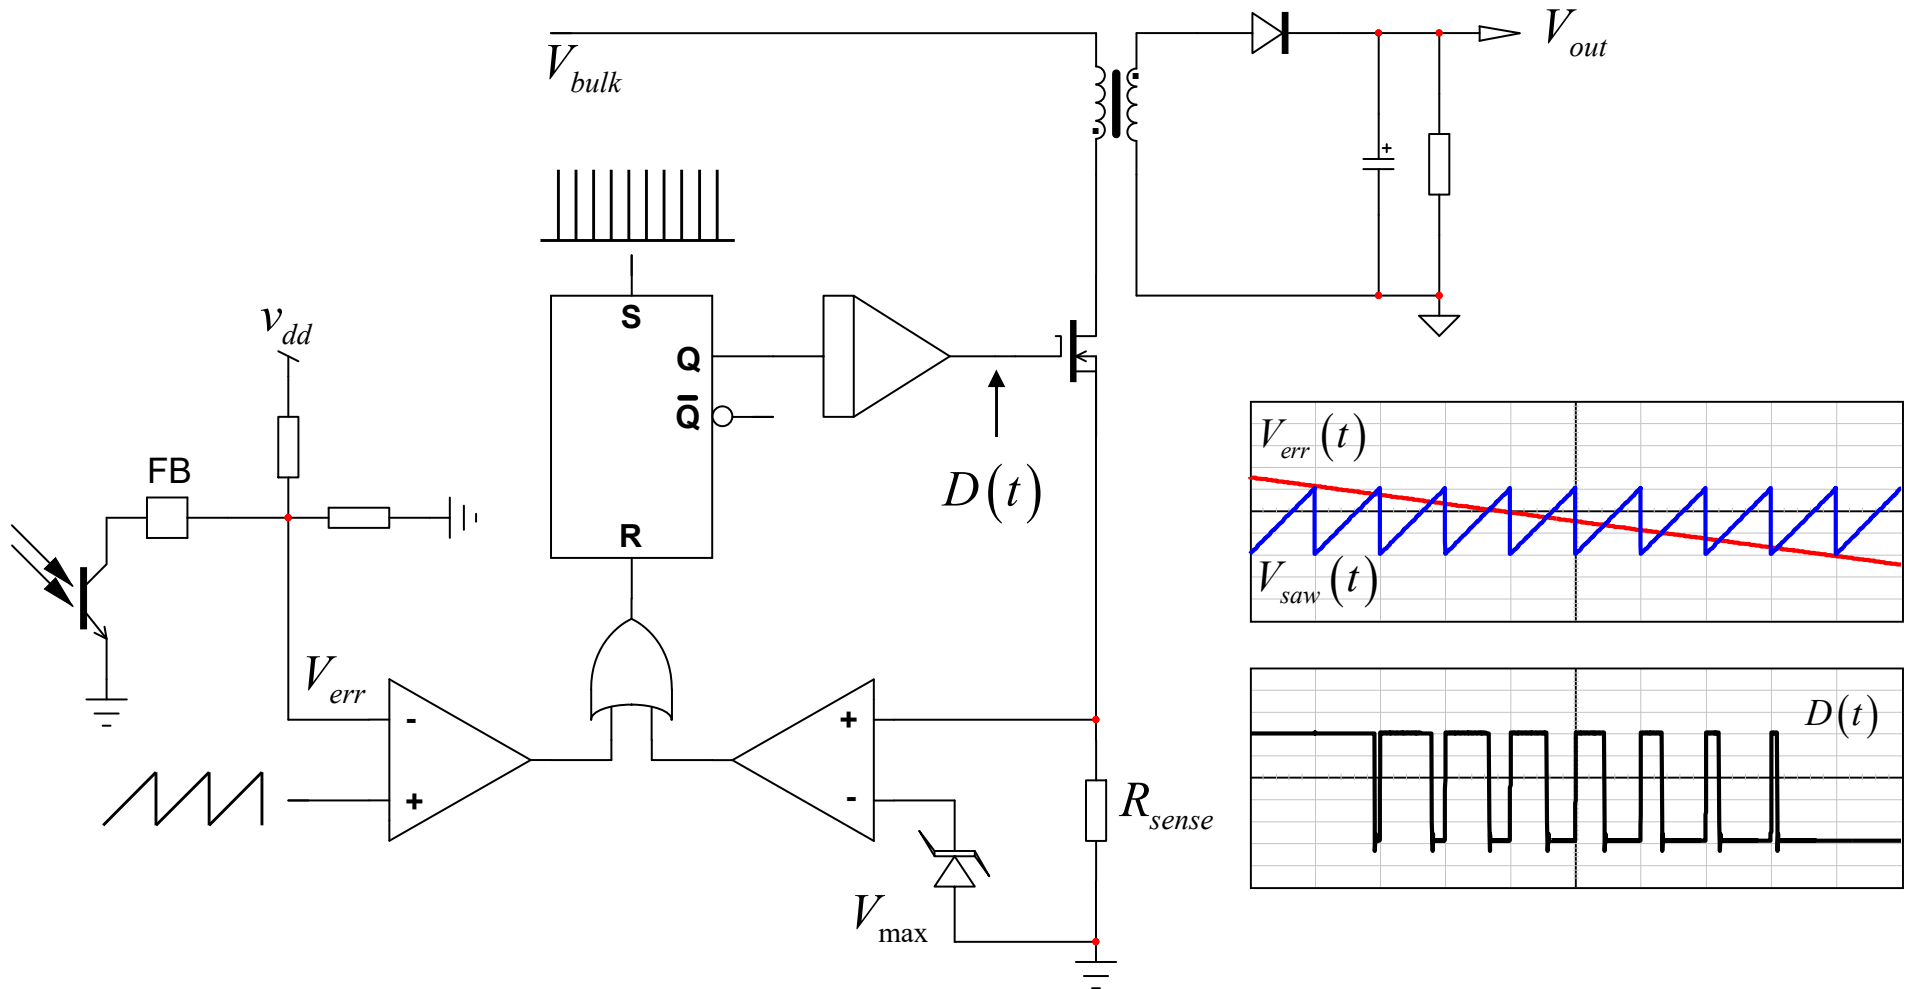 V_out
V_bulk
S
v_dd
Q
Q̅
FB
D(t)
V_err(t)
R
V_saw(t)
V_err
-
+
+
-
D(t)
R_sense
V_max
+